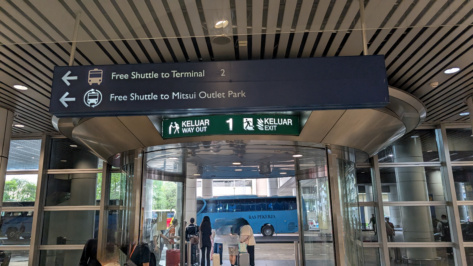 Free Shuttle to Terminal 2
Free Shuttle to Mitsui Outlet Park
KELUAR
WAY OUT
1
KELUAR
EXIT